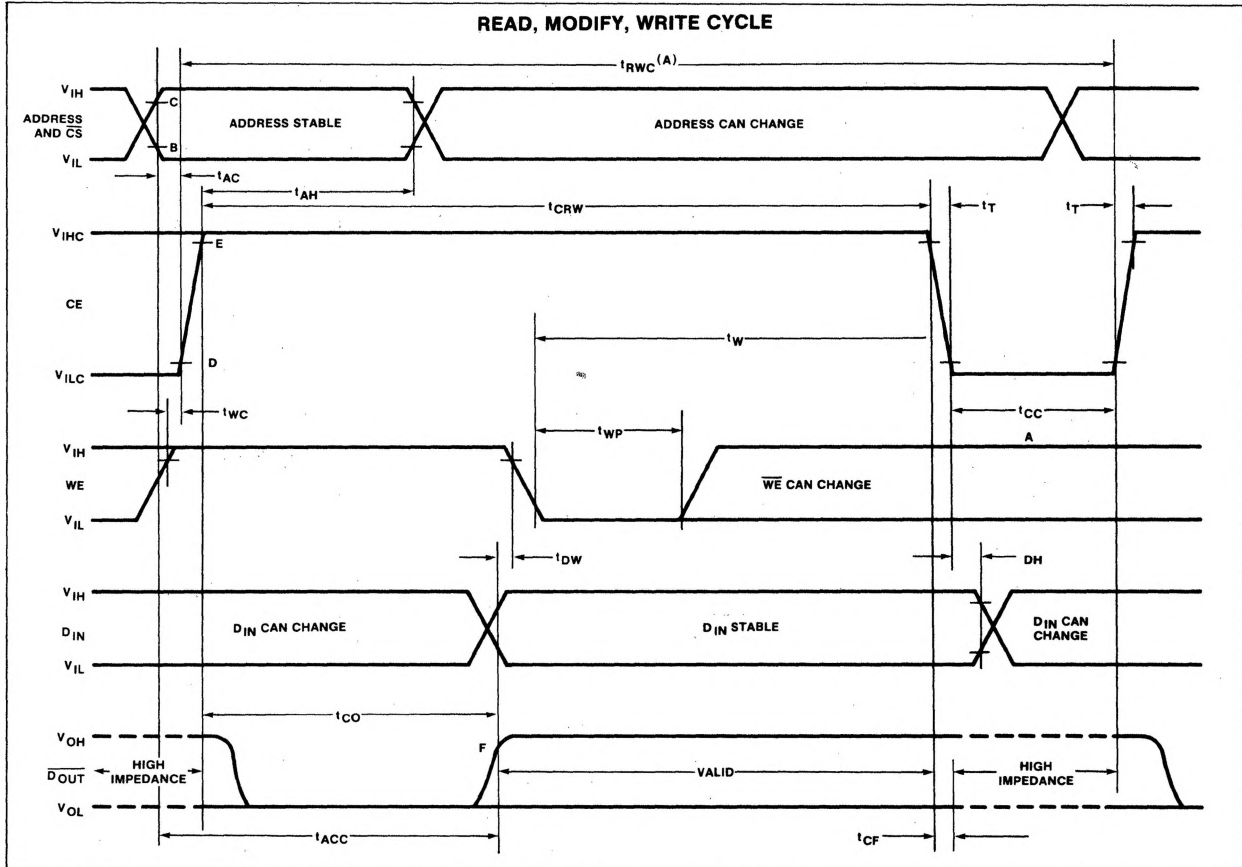 READ, MODIFY, WRITE CYCLE
tRWC(A)
VIH
ADDRESS AND CS
VIL
C
B
ADDRESS STABLE
ADDRESS CAN CHANGE
tAC
tAH
tCRW
tT
tT
VIHC
CE
VILC
E
D
tW
tWC
tWP
tCC
A
VIH
WE
VIL
WE CAN CHANGE
tDW
DH
VIH
DIN
VIL
DIN CAN CHANGE
DIN STABLE
DIN CAN
CHANGE
tCO
VOH
DOUT
VOL
HIGH
IMPEDANCE
F
VALID
HIGH
IMPEDANCE
tACC
tCF